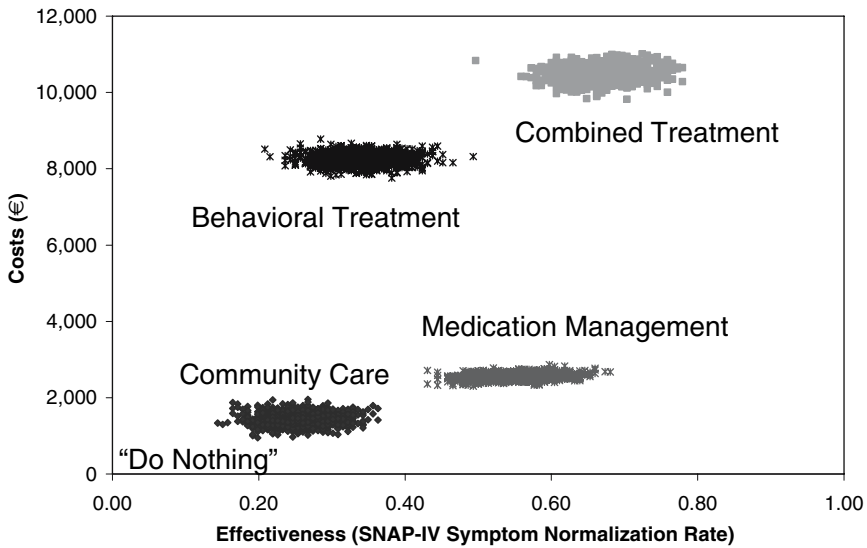 12,000
10,000
8,000
6,000
4,000
2,000
0
Costs (€)
Combined Treatment
Behavioral Treatment
Medication Management
Community Care
“Do Nothing”
0.00 0.20 0.40 0.60 0.80 1.00
Effectiveness (SNAP-IV Symptom Normalization Rate)